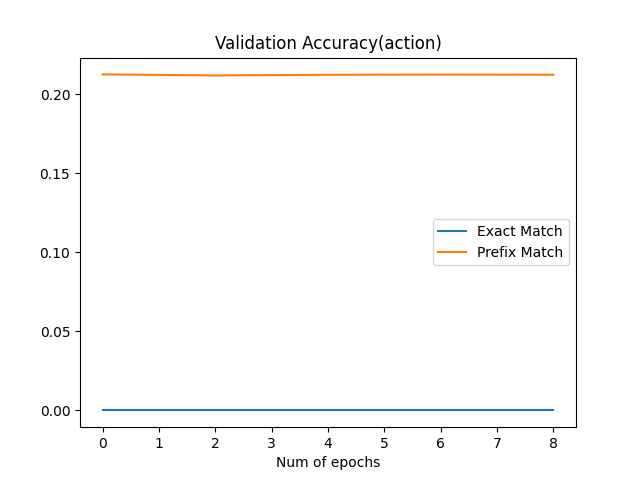 Validation Accuracy(action)
0.20
0.15
0.10
0.05
0.00
Exact Match
Prefix Match
0 1 2 3 4 5 6 7 8
Num of epochs